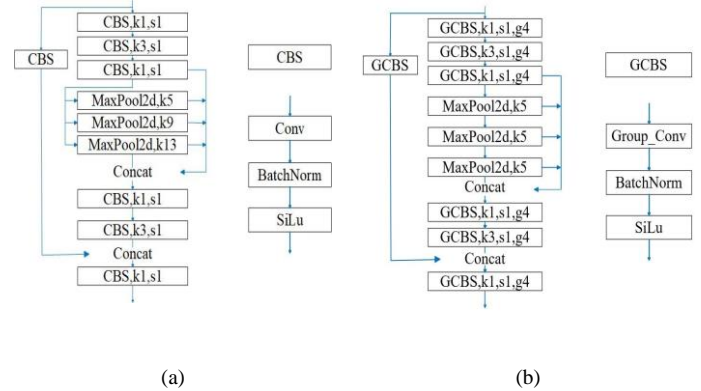 CBS,k1,s1
CBS,k3,s1
CBS
CBS,k1,s1
MaxPool2d,k5
MaxPool2d,k9
MaxPool2d,k13
Concat
CBS,k1,s1
CBS,k3,s1
Concat
CBS,k1,s1
CBS
Conv
BatchNorm
SiLu
(a)
GCBS,k1,s1,g4
GCBS,k3,s1,g4
GCBS
GCBS,k1,s1,g4
MaxPool2d,k5
MaxPool2d,k5
MaxPool2d,k5
Concat
GCBS,k1,s1,g4
GCBS,k3,s1,g4
Concat
GCBS,k1,s1,g4
GCBS
Group_Conv
BatchNorm
SiLu
(b)